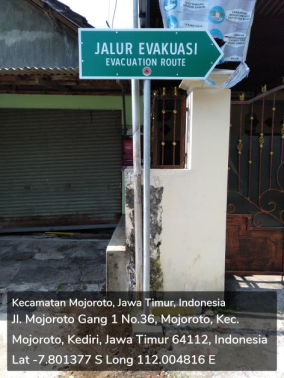 JALUR EVAKUASI
EVACUATION ROUTE
Kecamatan Mojoroto, Jawa Timur, Indonesia
Jl. Mojoroto Gang 1 No.36, Mojoroto, Kec.
Mojoroto, Kediri, Jawa Timur 64112, Indonesia
Lat -7.801377 S Long 112.004816 E